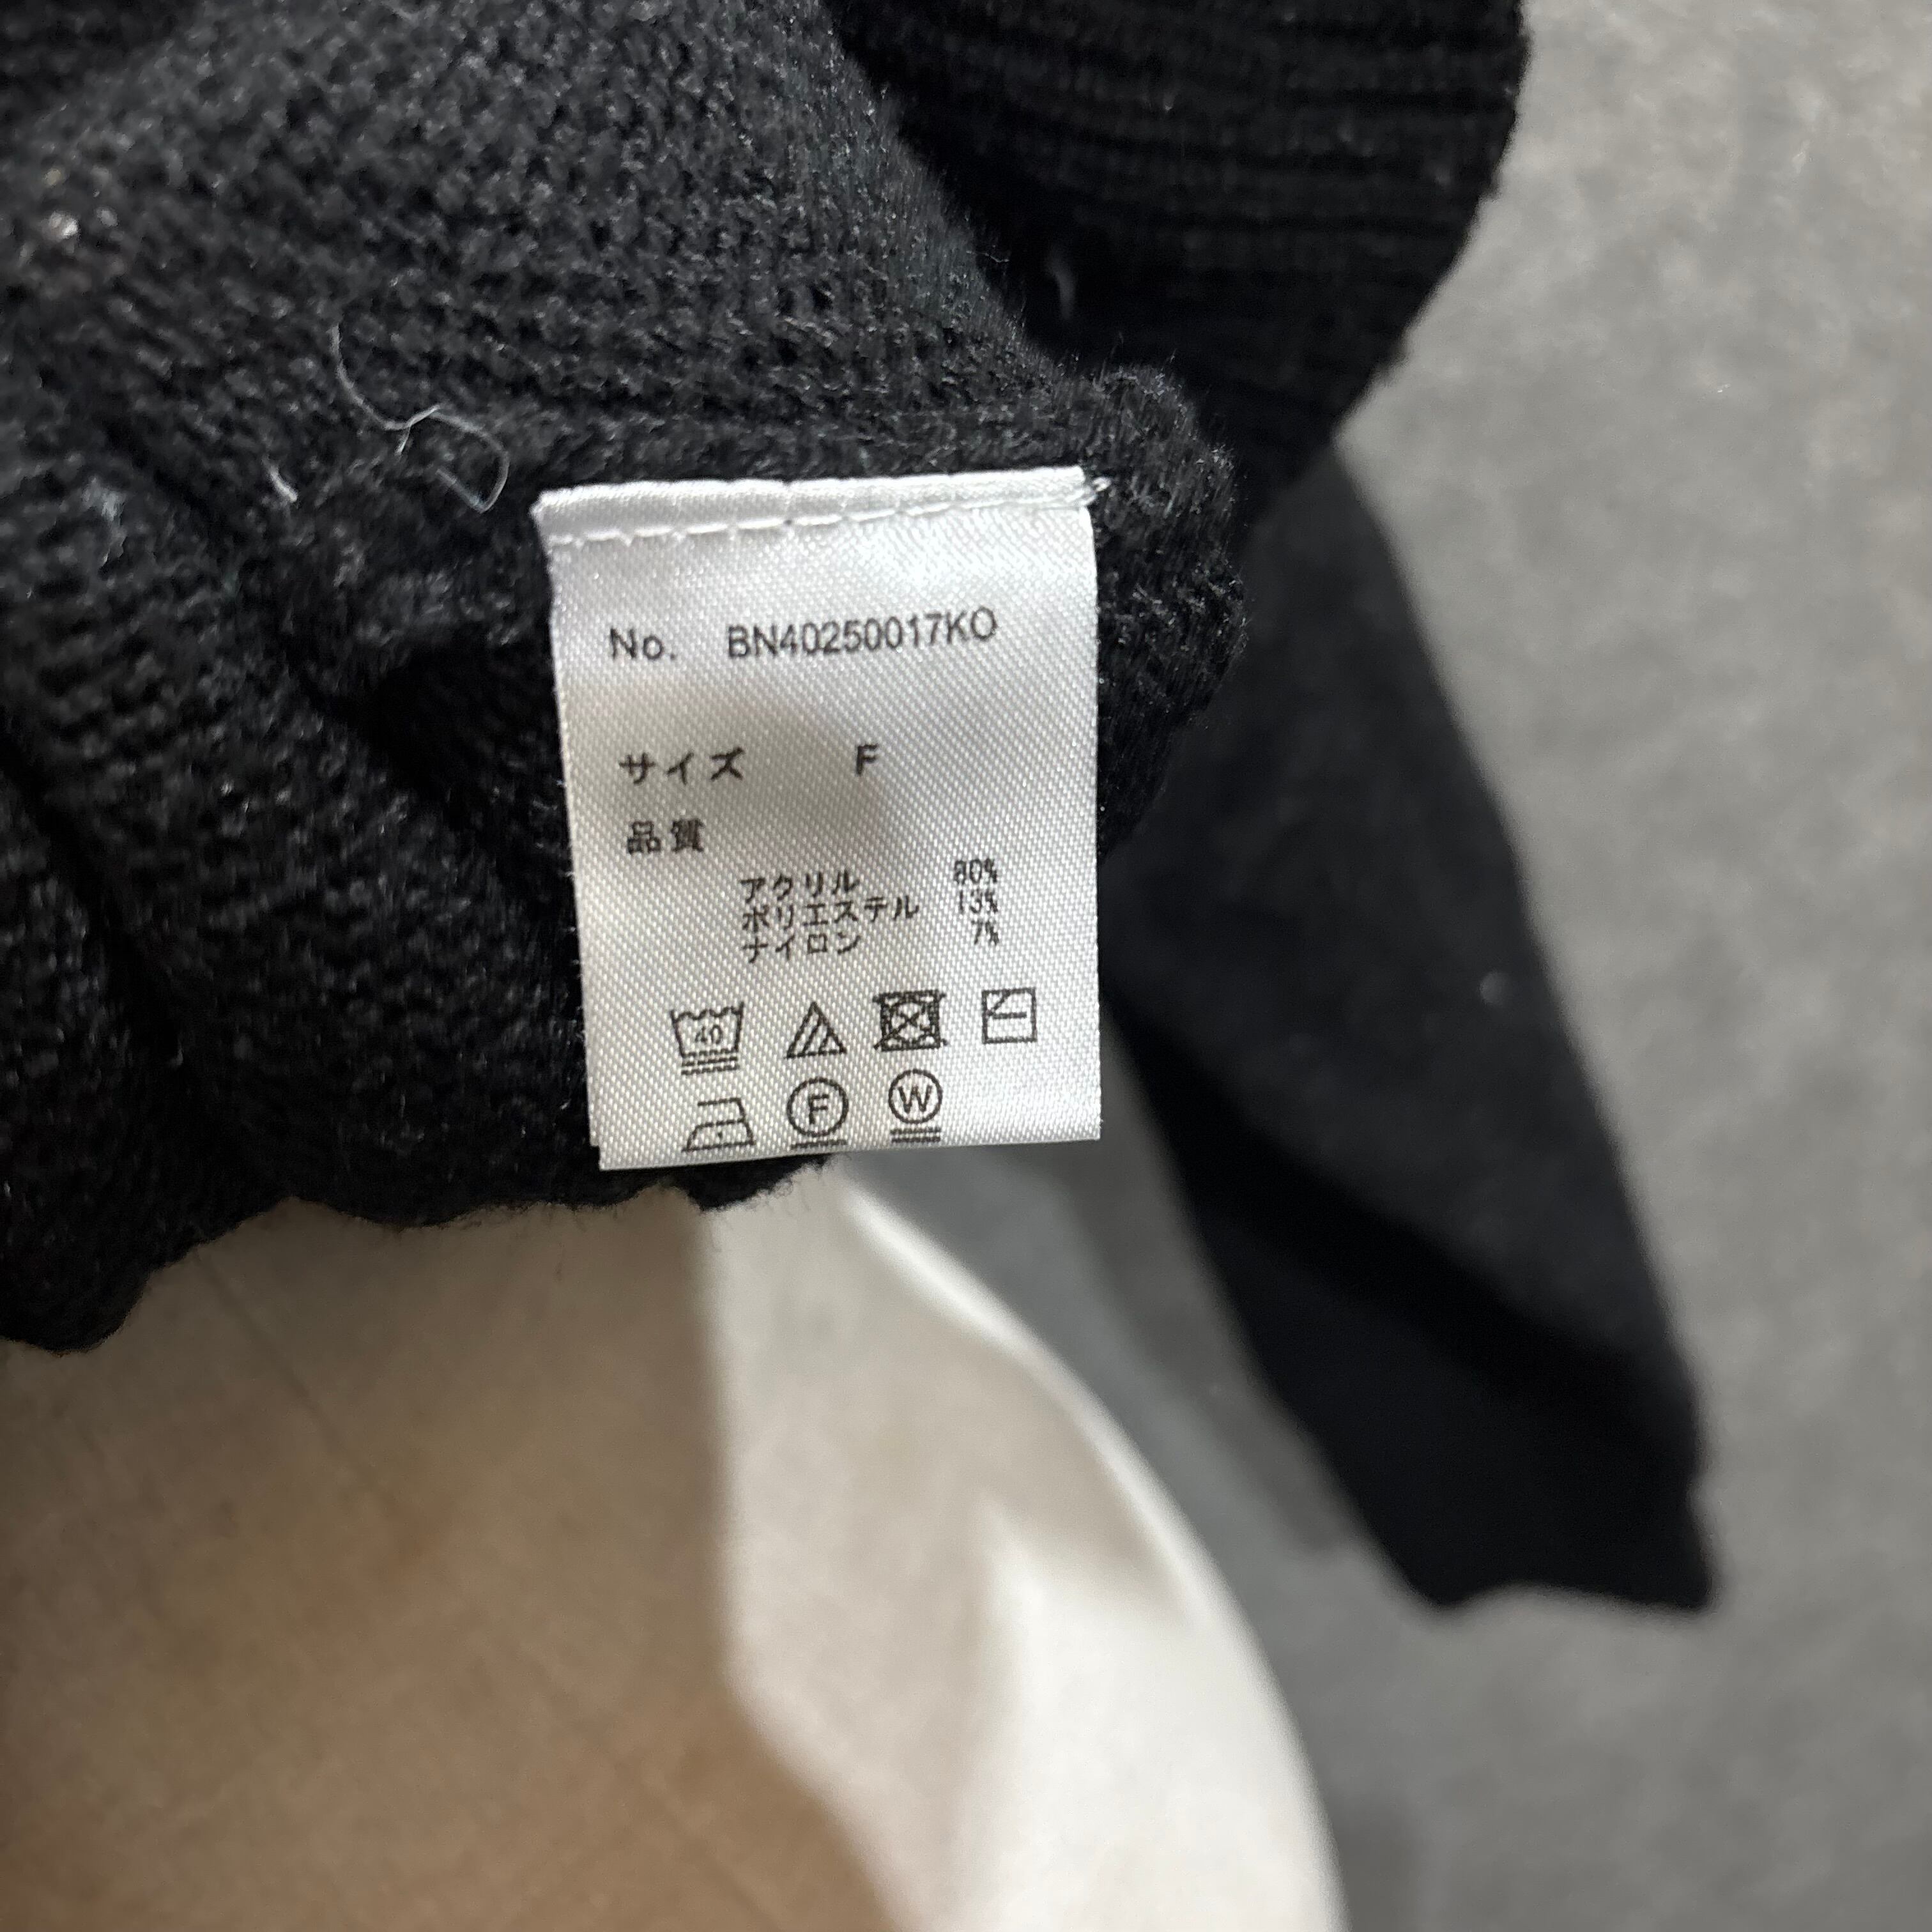 No. BN40250017KO
サイズ F
品質
アクリル 80%
ポリエステル 13%
ナイロン 7%
40
F W